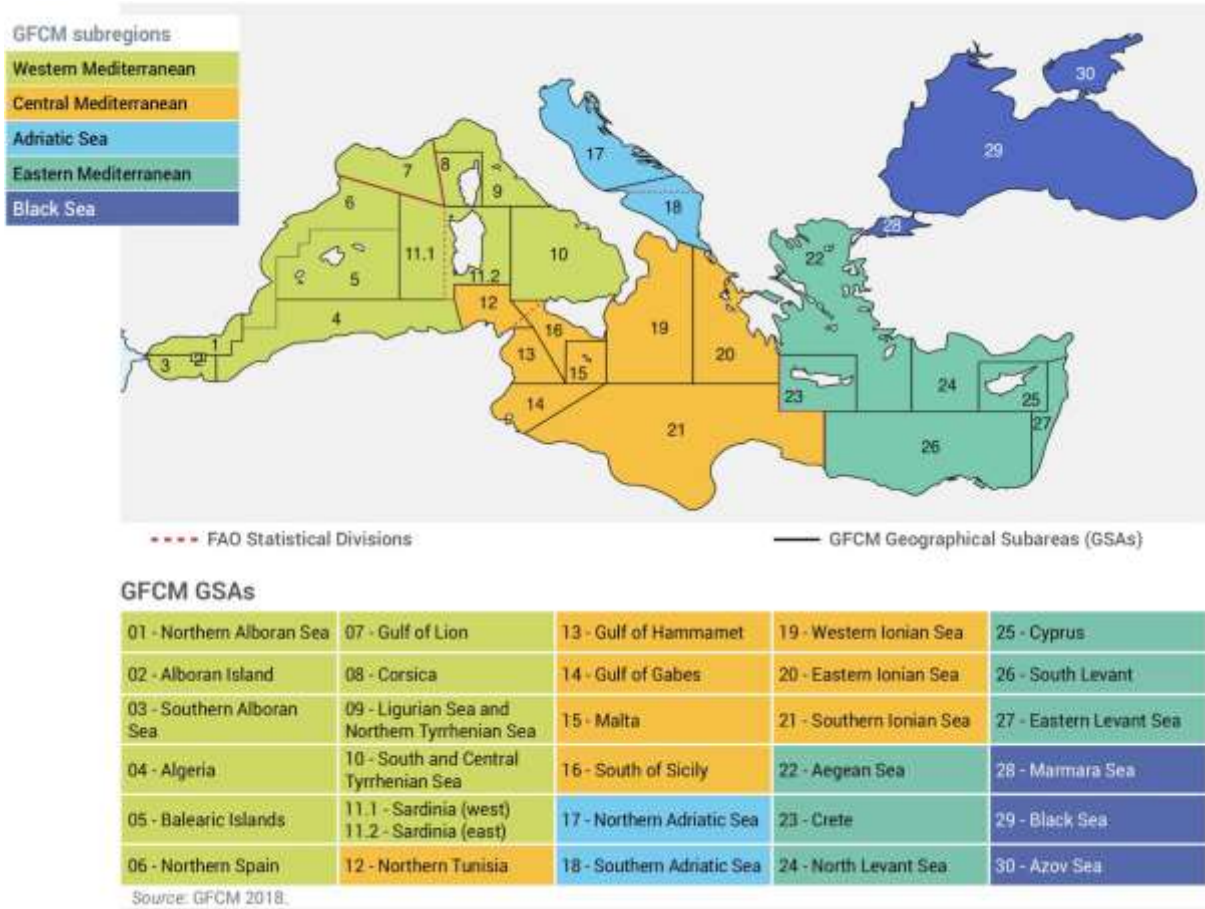 GFCM subregions
Western Mediterranean
Central Mediterranean
Adriatic Sea
Eastern Mediterranean
Black Sea
30
29
28
17
18
7
8
9
6
11.1
10
5
11.2
4
12
1
3
2
16
13
15
14
19
20
21
22
23
24
25
27
26
FAO Statistical Divisions
GFCM Geographical Subareas (GSAs)
GFCM GSAs
01 - Northern Alboran Sea
07 - Gulf of Lion
13 - Gulf of Hammamet
19 - Western Ionian Sea
25 - Cyprus
02 - Alboran Island
08 - Corsica
14 - Gulf of Gabes
20 - Eastern Ionian Sea
26 - South Levant
03 - Southern Alboran
Sea
09 - Ligurian Sea and
Northern Tyrrhenian Sea
15 - Malta
21 - Southern Ionian Sea
27 - Eastern Levant Sea
04 - Algeria
10 - South and Central
Tyrrhenian Sea
16 - South of Sicily
22 - Aegean Sea
28 - Marmara Sea
05 - Balearic Islands
11.1 - Sardinia (west)
11.2 - Sardinia (east)
17 - Northern Adriatic Sea
23 - Crete
29 - Black Sea
06 - Northern Spain
12 - Northern Tunisia
18 - Southern Adriatic Sea
24 - North Levant Sea
30 - Azov Sea
Source: GFCM 2018.